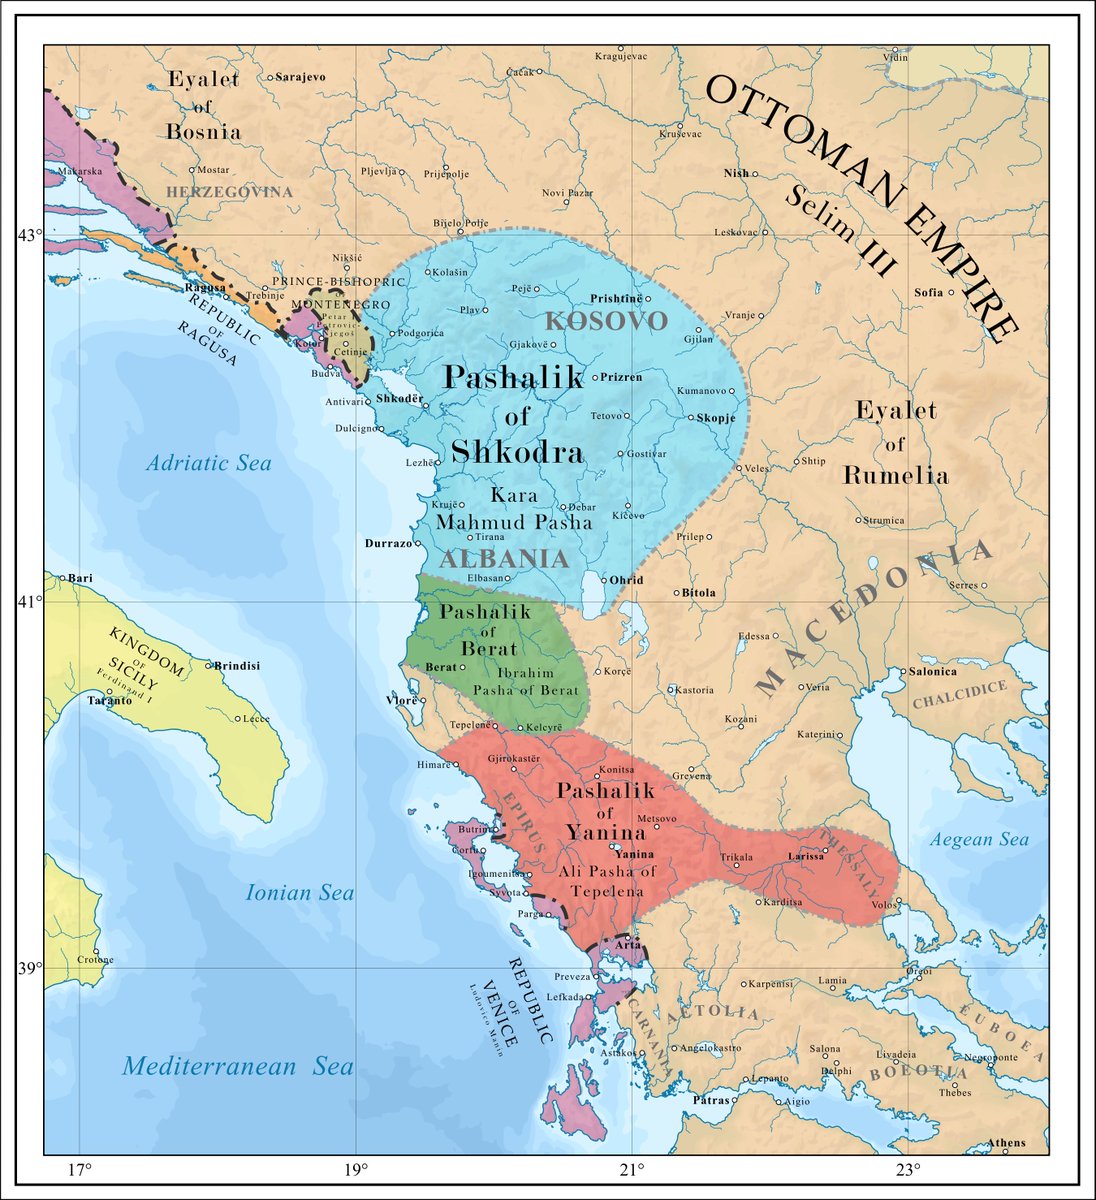 Kragujevac
Vidin
Čačak
Eyalet
of
Bosnia
Sarajevo
OTTOMAN EMPIRE
Selim III
Kruševac
Makarska
Mostar
HERZEGOVINA
Pljevlja
Prijepolje
Nish
Novi Pazar
43°
Bijelo Polje
Leskovac
Nikšić
Kolašin
Ragusa
Trebinje
PRINCE-BISHOPRIC
OF
MONTENEGRO
Petar I
Petrović-
Njegoš
REPUBLIC
OF
RAGUSA
Pejë
Prishtinë
Sofia
Plav
KOSOVO
Vranje
Kotor
Cetinje
Podgorica
Gjakovë
Gjilan
Budva
Pashalik
of
Shkodra
Prizren
Kumanovo
Antivari
Shkodër
Tetovo
Skopje
Eyalet
of
Rumelia
Dulcigno
Adriatic Sea
Lezhë
Gostivar
Veles
Shtip
Kara
Mahmud Pasha
Krujë
Debar
Kičevo
Strumica
Durrazo
Tirana
Prilep
ALBANIA
MACEDONIA
Bari
Elbasan
Ohrid
Bitola
Serres
41°
Pashalik
of
Berat
Edessa
KINGDOM
OF
SICILY
Ferdinand I
Brindisi
Berat
Ibrahim
Pasha of Berat
Korçë
Salonica
Taranto
Lecce
Vlorë
Kastoria
Veria
CHALCIDICE
Tepelenë
Kelcyrë
Kozani
Katerini
Himarë
Gjirokastër
Konitsa
Grevena
Pashalik
of
Yanina
EPIRUS
Metsovo
Butrint
Corfu
Yanina
Trikala
Larissa
THESSALY
Aegean Sea
Igoumenitsa
Ali Pasha of
Tepelena
Syvota
Ionian Sea
Parga
Karditsa
Volos
Arta
Crotone
39°
REPUBLIC
OF
VENICE
Lodovico Manin
Preveza
Lefkada
Karpenisi
Lamia
Oreoi
ACARNANIA
AETOLIA
EUBOEA
Mediterranean Sea
Astakos
Angelokastro
Salona
Delphi
Livadeia
BOEOTIA
Negroponte
Lepanto
Thebes
Patras
Aigio
Athens
17°
19°
21°
23°